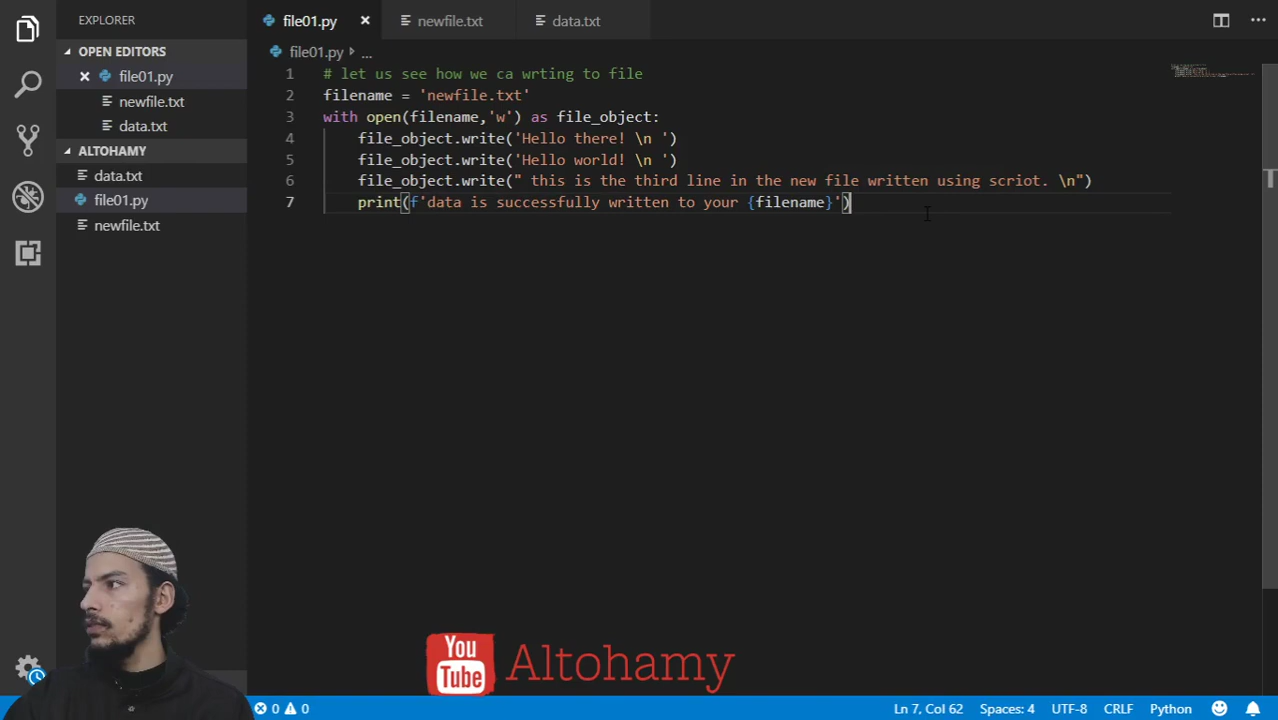 EXPLORER
OPEN EDITORS
file01.py
newfile.txt
data.txt
ALTOHAMY
data.txt
file01.py
newfile.txt
file01.py newfile.txt data.txt
file01.py ...
1 # let us see how we ca wrting to file
2 filename = 'newfile.txt'
3 with open(filename,'w') as file_object:
4 file_object.write('Hello there! \n ')
5 file_object.write('Hello world! \n ')
6 file_object.write(" this is the third line in the new file written using scriot. \n")
7 print(f'data is successfully written to your {filename}')
You
Tube
Altohamy
0 0 Ln 7, Col 62 Spaces: 4 UTF-8 CRLF Python